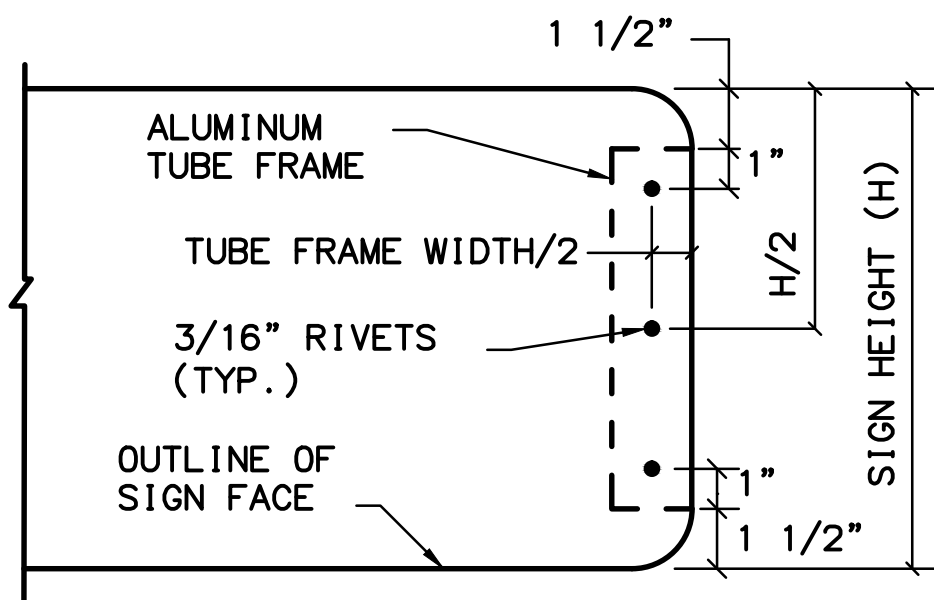 1 1/2"
ALUMINUM
TUBE FRAME
1"
TUBE FRAME WIDTH/2
H/2
SIGN HEIGHT (H)
3/16" RIVETS
(TYP.)
OUTLINE OF
SIGN FACE
1"
1 1/2"